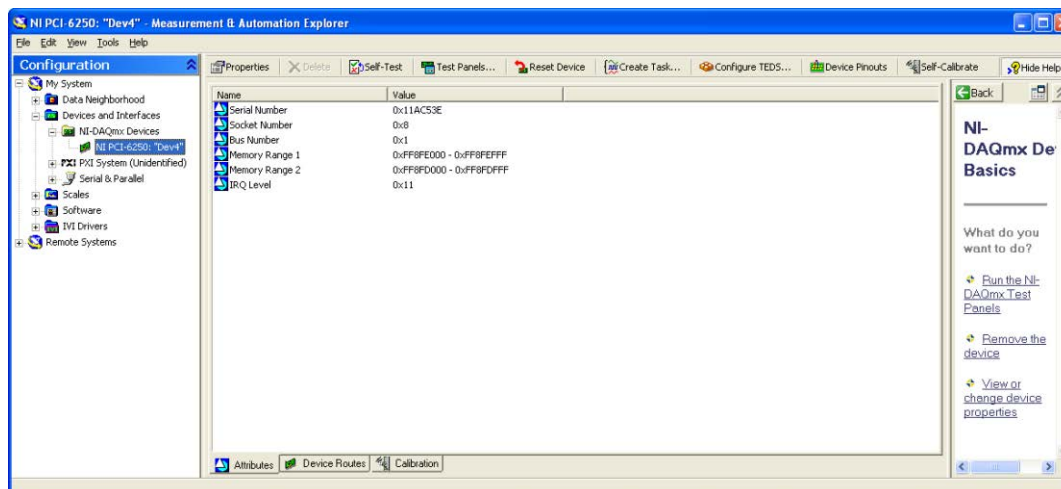 NI PCI-6250: "Dev4" - Measurement & Automation Explorer
File Edit View Tools Help
Configuration
My System
Data Neighborhood
Devices and Interfaces
NI-DAQmx Devices
NI PCI-6250: "Dev4"
PXI PXI System (Unidentified)
Serial & Parallel
Scales
Software
IVI Drivers
Remote Systems
Properties Delete Self-Test Test Panels... Reset Device Create Task... Configure TEDS... Device Pinouts Self-Calibrate Hide Help
Name Value
Serial Number 0x11AC53E
Socket Number 0x8
Bus Number 0x1
Memory Range 1 0xFF8FE000 - 0xFF8FEFFF
Memory Range 2 0xFF8FD000 - 0xFF8FDFFF
IRQ Level 0x11
Attributes Device Routes Calibration
Back
NI-
DAQmx De
Basics
What do you
want to do?
Run the NI-
DAQmx Test
Panels
Remove the
device
View or
change device
properties